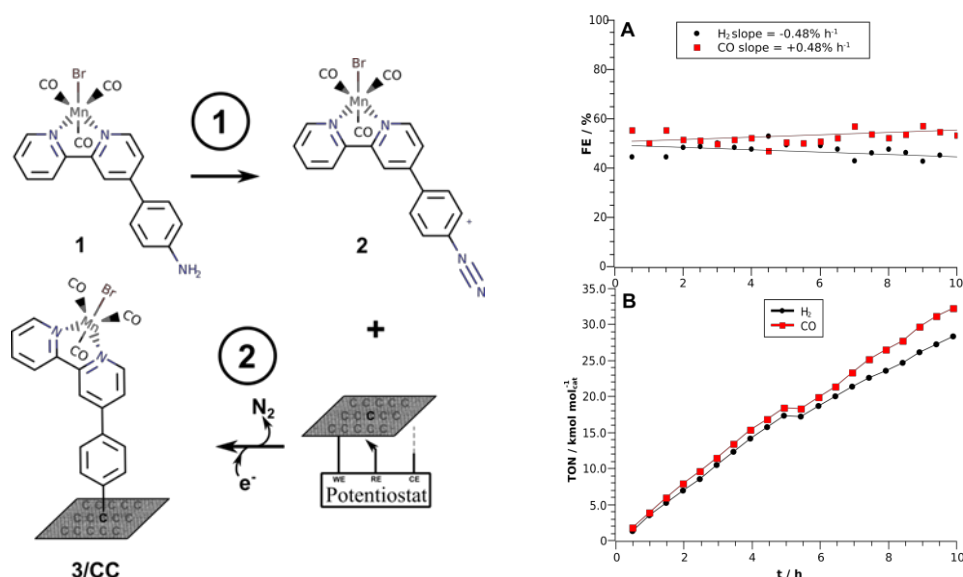 Br
CO
CO
Mn
CO
N
N
1
NH₂
1
Br
CO
CO
Mn
CO
N
N
2
+
N
N
+
Br
CO
CO
Mn
CO
N
N
2
N₂
e⁻
C C C C C
C C C C C
C C C C C
3/CC
C C C C C
C C C C C
C C C C C
WE RE CE
Potentiostat
A
H₂ slope = -0.48% h⁻¹
CO slope = +0.48% h⁻¹
FE / %
100
80
60
40
20
0
0 2 4 6 8 10
B
H₂
CO
TON / kmol mol⁻¹cat
35.0
30.0
25.0
20.0
15.0
10.0
5.0
0
0 2 4 6 8 10
t / h